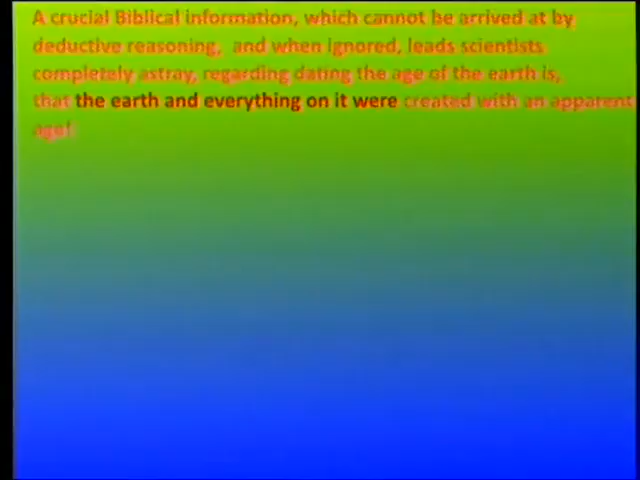 A crucial Biblical information, which cannot be arrived at by
deductive reasoning, and when ignored, leads scientists
completely astray, regarding dating the age of the earth is,
that the earth and everything on it were created with an apparent
age!